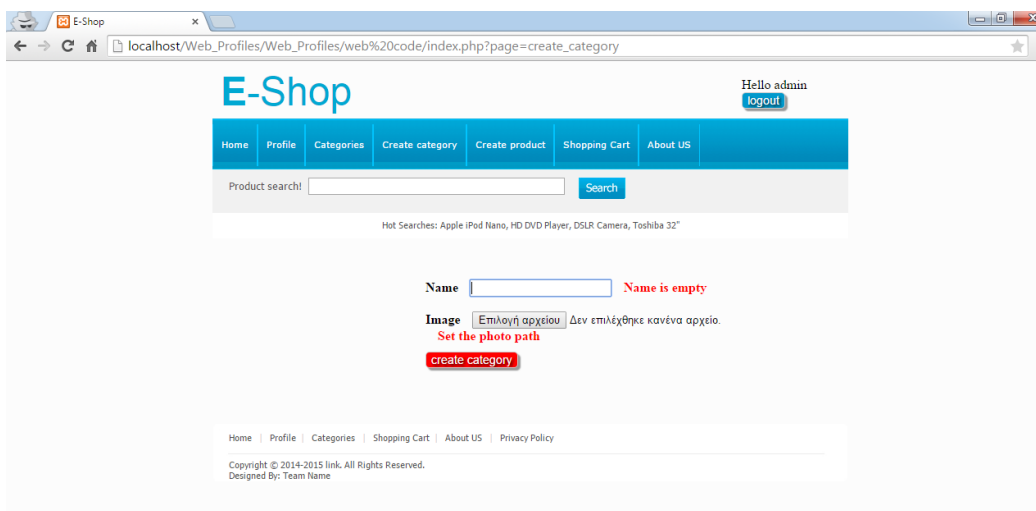 E-Shop
localhost/Web_Profiles/Web_Profiles/web%20code/index.php?page=create_category
E-Shop
Hello admin
logout
Home Profile Categories Create category Create product Shopping Cart About US
Product search! Search
Hot Searches: Apple iPod Nano, HD DVD Player, DSLR Camera, Toshiba 32"
Name Name is empty
Image Επιλογή αρχείου Δεν επιλέχθηκε κανένα αρχείο.
Set the photo path
create category
Home | Profile | Categories | Shopping Cart | About US | Privacy Policy
Copyright © 2014-2015 link. All Rights Reserved.
Designed By: Team Name